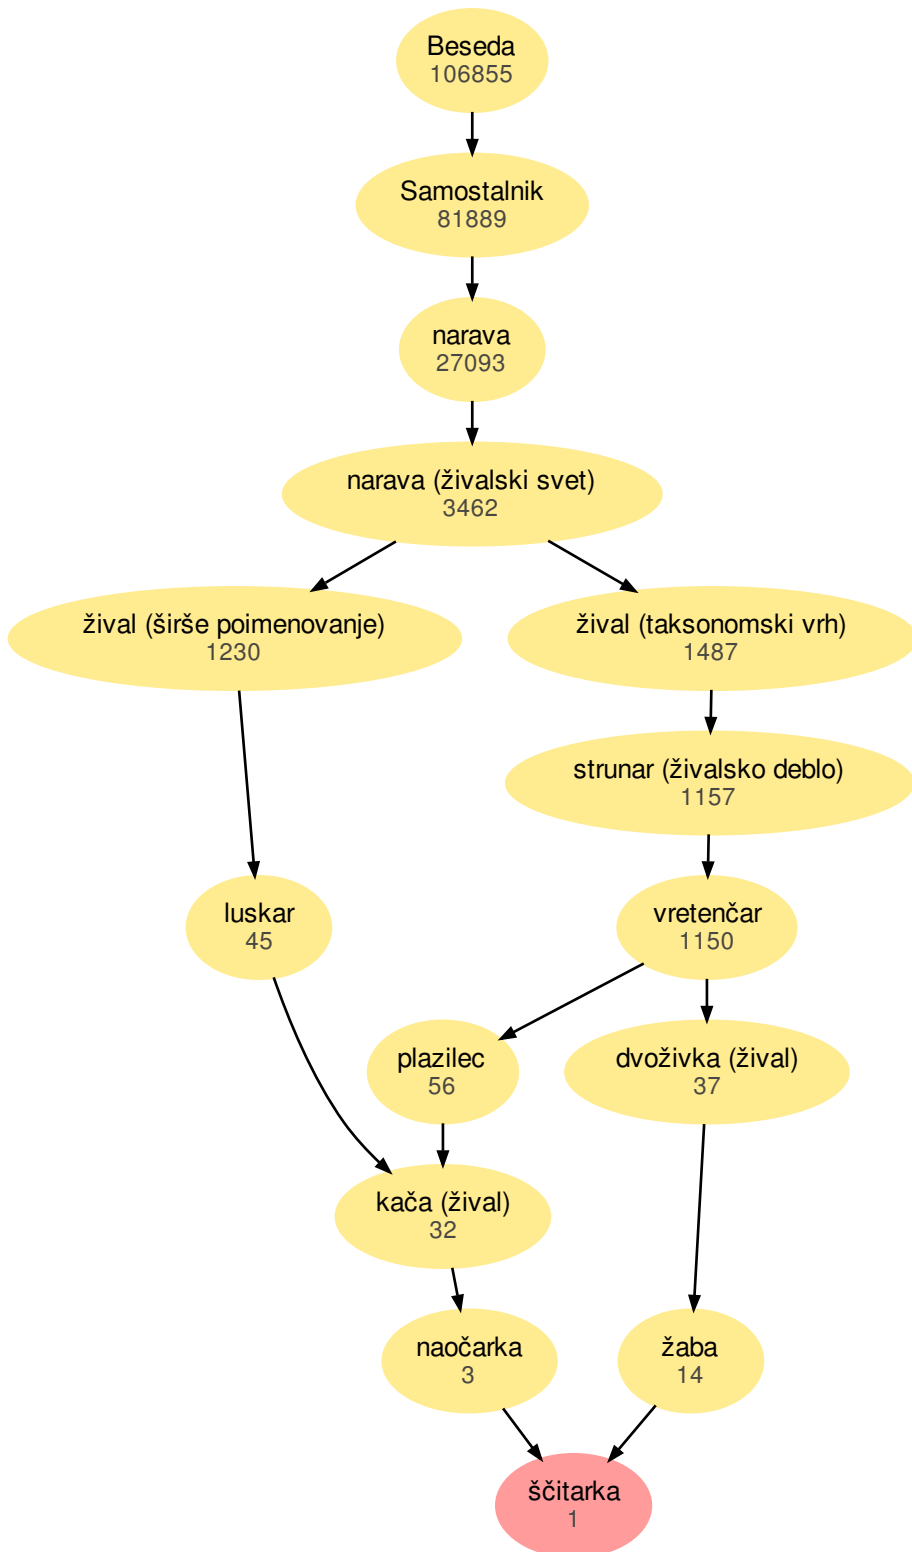 Beseda
106855
Samostalnik
81889
narava
27093
narava (živalski svet)
3462
žival (širše poimenovanje)
1230
žival (taksonomski vrh)
1487
strunar (živalsko deblo)
1157
luskar
45
vretenčar
1150
plazilec
56
dvoživka (žival)
37
kača (žival)
32
naočarka
3
žaba
14
ščitarka
1